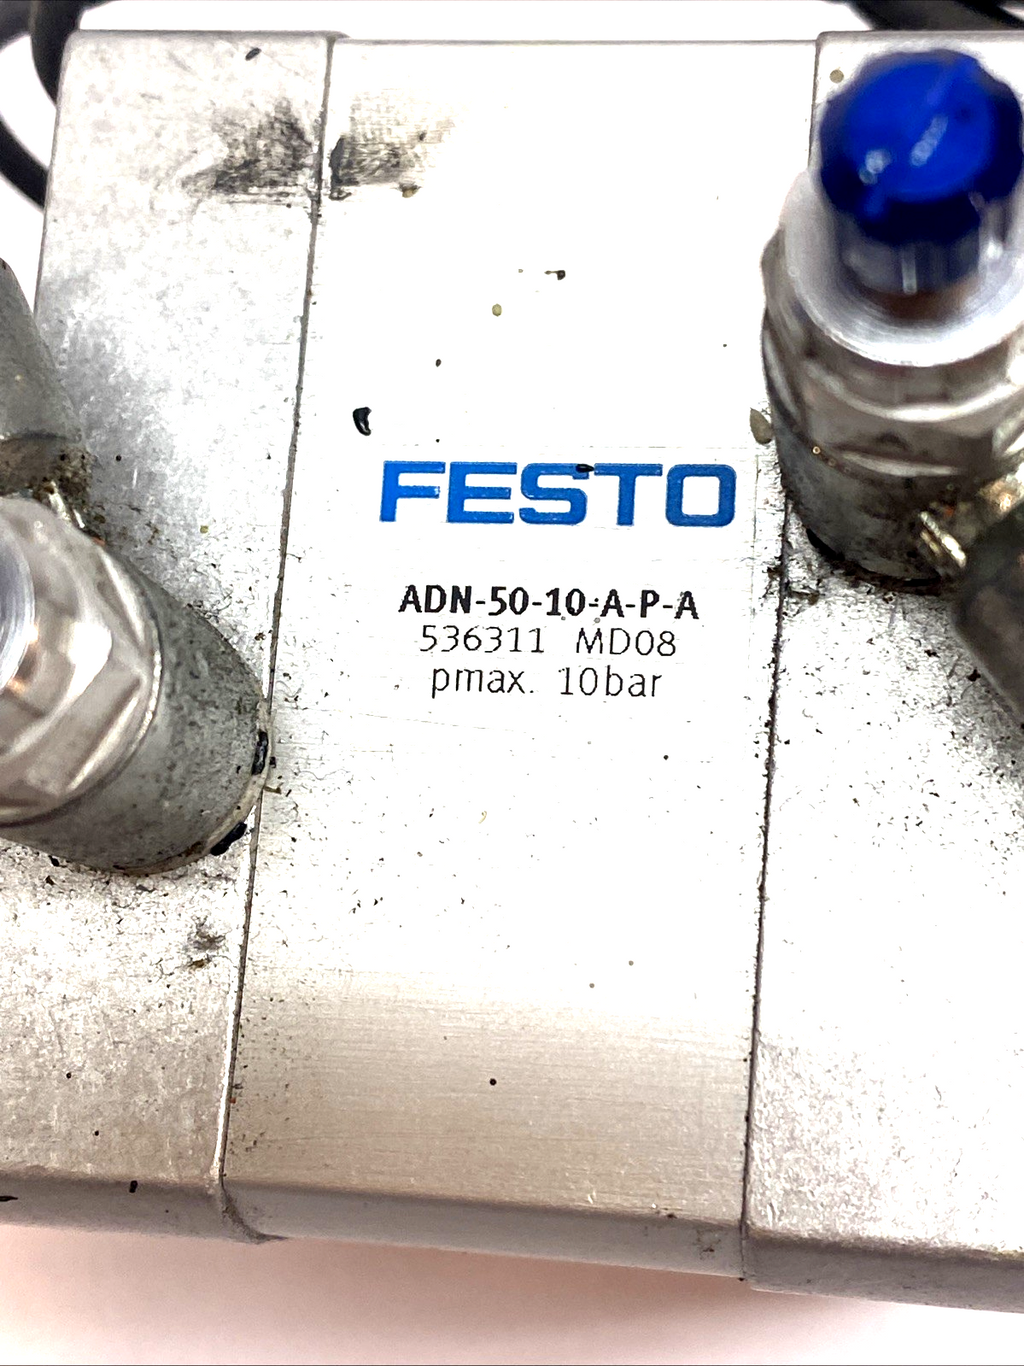 FESTO
ADN-50-10-A-P-A
536311 MD08
pmax. 10bar